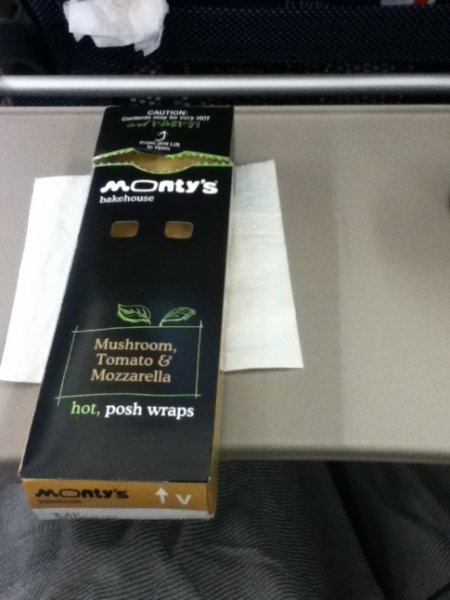 CAUTION:
Contents may be very HOT
Press and Lift
to Open
Monty's
bakehouse
Mushroom,
Tomato &
Mozzarella
hot, posh wraps
Monty's
bakehouse
V